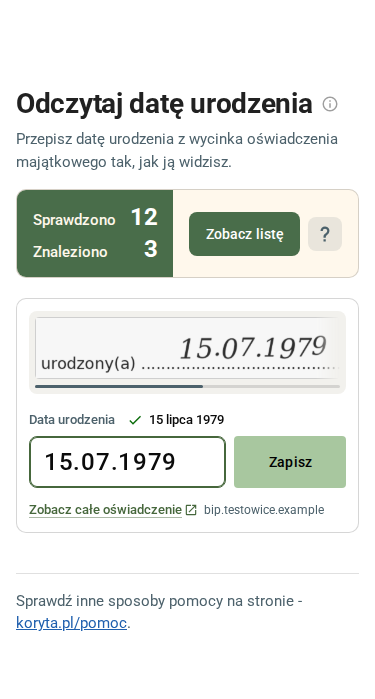 Odczytaj datę urodzenia
Przepisz datę urodzenia z wycinka oświadczenia
majątkowego tak, jak ją widzisz.
Sprawdzono 12
Znaleziono 3
Zobacz listę
?
15.07.1979
urodzony(a) ........................................
Data urodzenia ✓ 15 lipca 1979
15.07.1979
Zapisz
Zobacz całe oświadczenie bip.testowice.example
Sprawdź inne sposoby pomocy na stronie -
koryta.pl/pomoc.